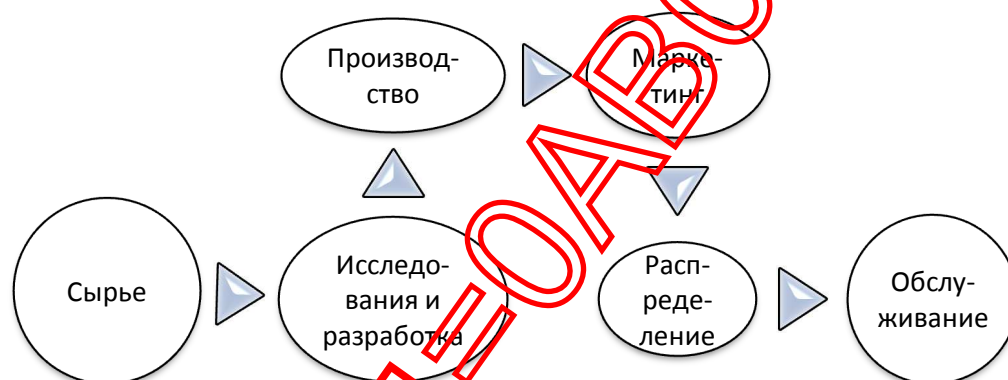 Производ-
ство
Марке-
тинг
Сырье
Исследо-
вания и
разработка
Расп-
реде-
ление
Обслу-
живание